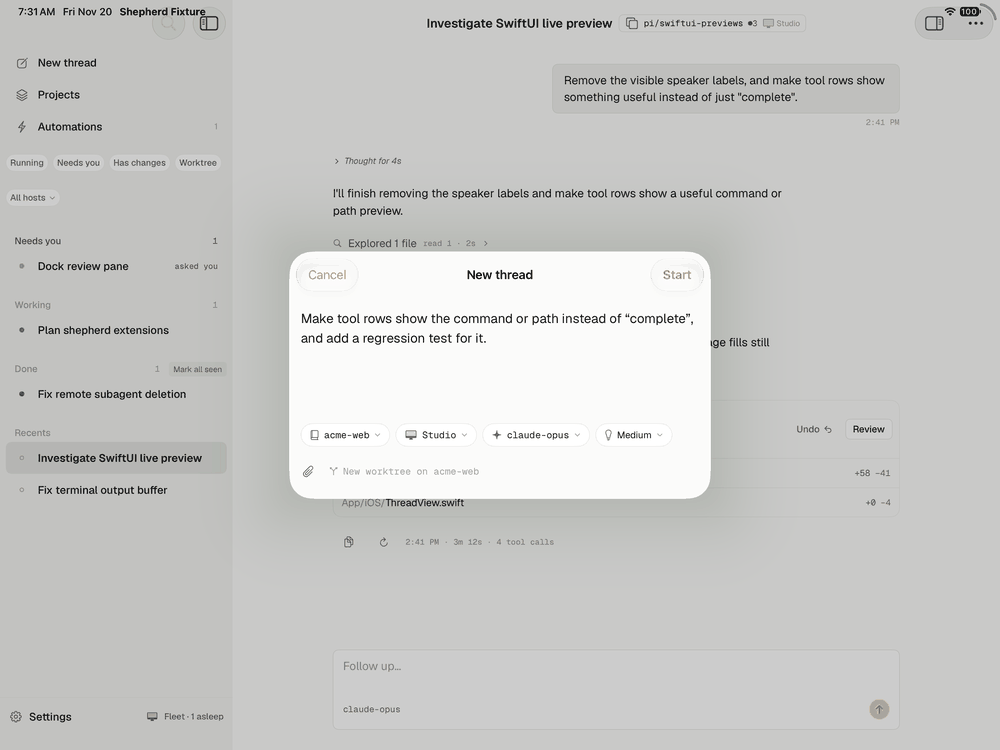 7:31 AM Fri Nov 20 Shepherd Fixture
100
New thread
Projects
Automations 1
Running Needs you Has changes Worktree
All hosts
Needs you 1
Dock review pane asked you
Working 1
Plan shepherd extensions
Done 1 Mark all seen
Fix remote subagent deletion
Recents
Investigate SwiftUI live preview
Fix terminal output buffer
Settings Fleet · 1 asleep
Investigate SwiftUI live preview pi/swiftui-previews 3 Studio
Remove the visible speaker labels, and make tool rows show
something useful instead of just "complete".
2:41 PM
Thought for 4s
I'll finish removing the speaker labels and make tool rows show a useful command or
path preview.
Explored 1 file read 1 · 2s
Cancel New thread Start
Make tool rows show the command or path instead of “complete”,
and add a regression test for it.
acme-web Studio claude-opus Medium
New worktree on acme-web
fills still
Undo Review
+58 −41
App/iOS/ThreadView.swift +0 −4
2:41 PM · 3m 12s · 4 tool calls
Follow up...
claude-opus